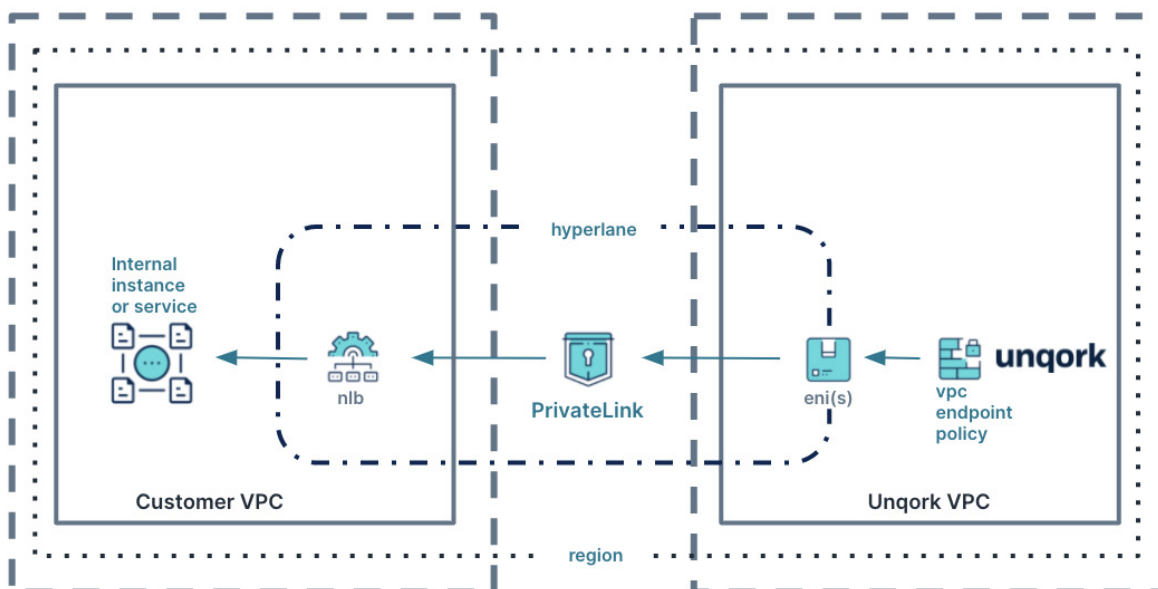 hyperlane
Internal
instance
or service
unqork
nlb
PrivateLink
eni(s)
vpc
endpoint
policy
Customer VPC
Unqork VPC
region